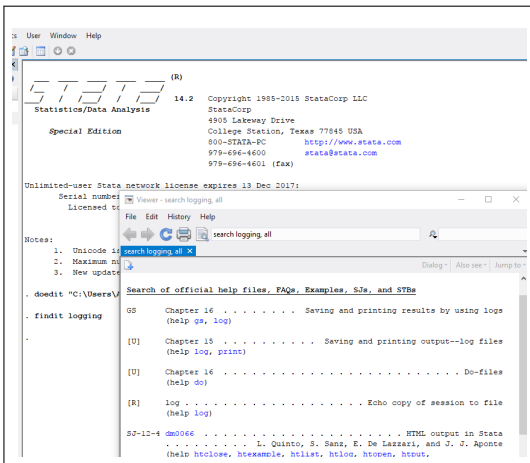 User Window Help
(R)
14.2 Copyright 1985-2015 StataCorp LLC
Statistics/Data Analysis StataCorp
4905 Lakeway Drive
Special Edition College Station, Texas 77845 USA
800-STATA-PC http://www.stata.com
979-696-4600 stata@stata.com
979-696-4601 (fax)
Unlimited-user Stata network license expires 13 Dec 2017:
Serial number
Licensed to
Notes:
1. Unicode is
2. Maximum nu
3. New update
. doedit "C:\Users\A
. findit logging
.
Viewer - search logging, all
File Edit History Help
search logging, all
search logging, all ×
Dialog Also see Jump to
Search of official help files, FAQs, Examples, SJs, and STBs
GS Chapter 16 . . . . . . . . Saving and printing results by using logs
(help gs, log)
[U] Chapter 15 . . . . . . . . . . Saving and printing output--log files
(help log, print)
[U] Chapter 16 . . . . . . . . . . . . . . . . . . . . . . . . . . Do-files
(help do)
[R] log . . . . . . . . . . . . . . . . . . . . Echo copy of session to file
(help log)
SJ-12-4 dm0066 . . . . . . . . . . . . . . . . . . . . . . HTML output in Stata
. . . . . . . . . L. Quinto, S. Sanz, E. De Lazzari, and J. J. Aponte
(help htclose, htexample, htlist, htlog, htopen, htput,